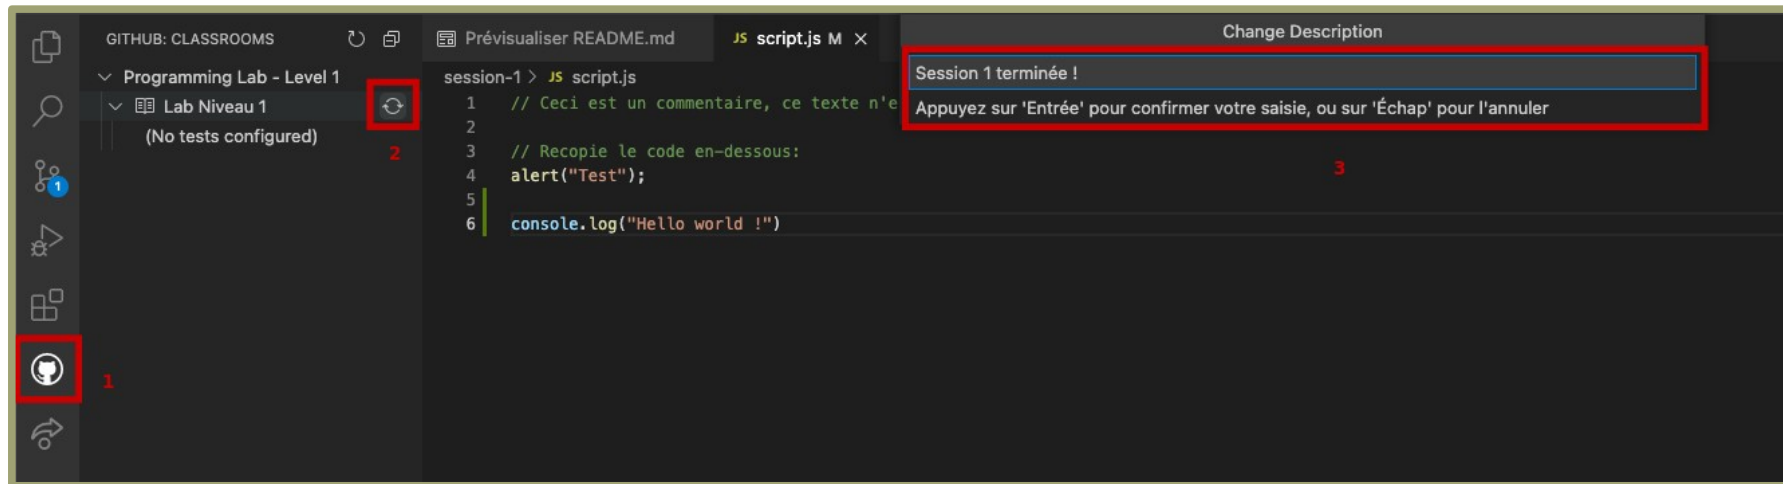 GITHUB: CLASSROOMS
Programming Lab - Level 1
Lab Niveau 1
(No tests configured)
1
2
Prévisualiser README.md
JS script.js M
session-1 > JS script.js
1 // Ceci est un commentaire, ce texte n'e
2
3 // Recopie le code en-dessous:
4 alert("Test");
5
6 console.log("Hello world !")
Change Description
Session 1 terminée !
Appuyez sur 'Entrée' pour confirmer votre saisie, ou sur 'Échap' pour l'annuler
3
1